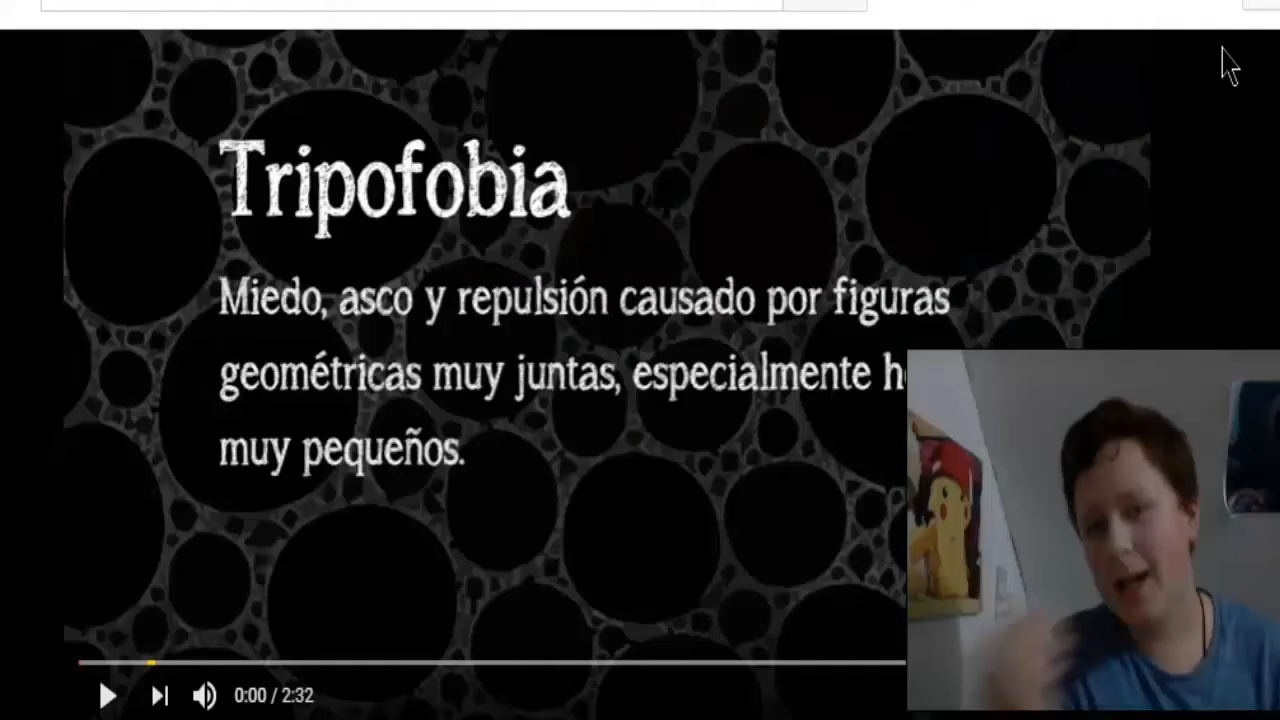 Tripofobia
Miedo, asco y repulsión causado por figuras
geométricas muy juntas, especialmente
muy pequeños.
0:00 / 2:32